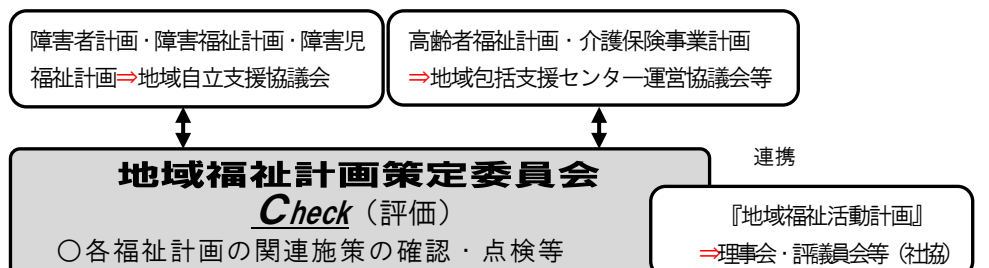 障害者計画・障害福祉計画・障害児
福祉計画⇒地域自立支援協議会
高齢者福祉計画・介護保険事業計画
⇒地域包括支援センター運営協議会等
連携
地域福祉計画策定委員会
Check（評価）
〇各福祉計画の関連施策の確認・点検等
『地域福祉活動計画』
⇒理事会・評議員会等（社協）